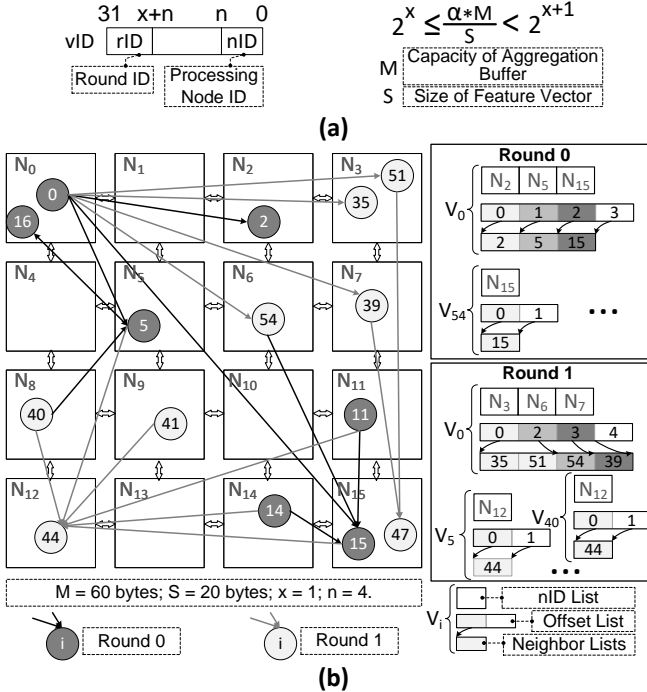 31 x+n n 0
vID rID nID
Round ID
Processing Node ID
2^x ≤ α*M/S < 2^(x+1)
M Capacity of Aggregation Buffer
S Size of Feature Vector
(a)
N0 N1 N2 N3
0 51
16 2 35
N4 N5 N6 N7
5 54 39
N8 N9 N10 N11
40 41 11
N12 N13 N14 N15
44 14 15 47
M = 60 bytes; S = 20 bytes; x = 1; n = 4.
i Round 0
i Round 1
Round 0
N2 N5 N15
V0
0 1 2 3
2 5 15
N15
V54
0 1
15
•••
Round 1
N3 N6 N7
V0
0 2 3 4
35 51 54 39
N12
V5
0 1
44
N12
V40
0 1
44
•••
Vi
nID List
Offset List
Neighbor Lists
(b)